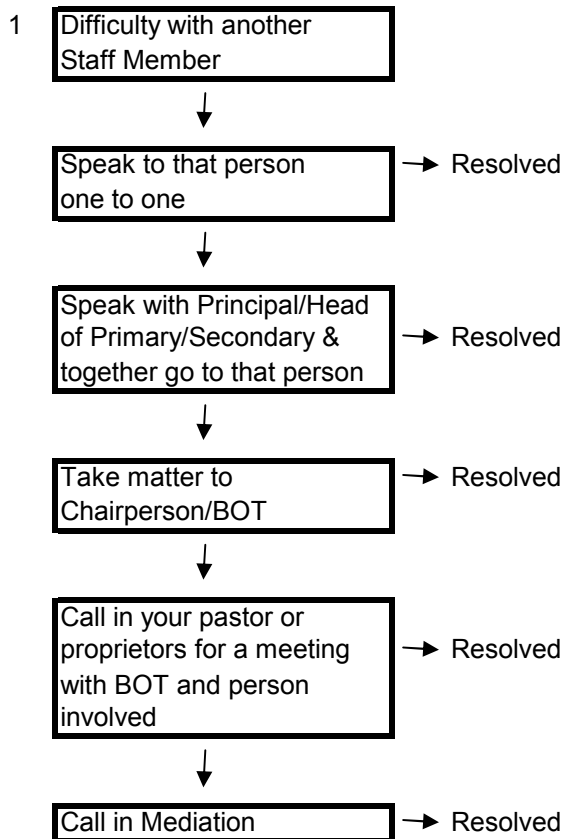 1 Difficulty with another
Staff Member
Speak to that person
one to one
Resolved
Speak with Principal/Head
of Primary/Secondary &
together go to that person
Resolved
Take matter to
Chairperson/BOT
Resolved
Call in your pastor or
proprietors for a meeting
with BOT and person
involved
Resolved
Call in Mediation
Resolved